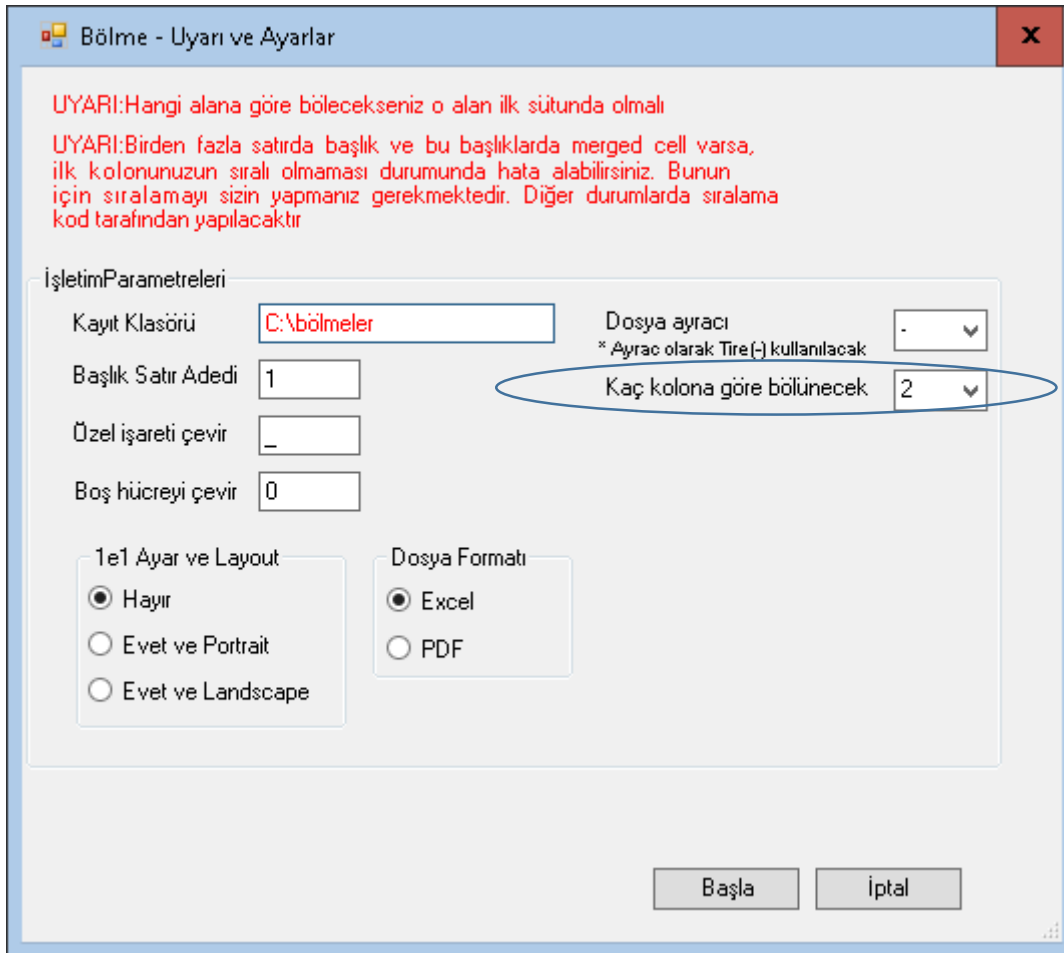 Bölme - Uyarı ve Ayarlar
x
UYARI:Hangi alana göre bölecekseniz o alan ilk sütunda olmalı
UYARI:Birden fazla satırda başlık ve bu başlıklarda merged cell varsa,
ilk kolonunuzun sıralı olmaması durumunda hata alabilirsiniz. Bunun
için sıralamayı sizin yapmanız gerekmektedir. Diğer durumlarda sıralama
kod tarafından yapılacaktır
İşletimParametreleri
Kayıt Klasörü C:\bölmeler
Dosya ayracı -
* Ayrac olarak Tire(-) kullanılacak
Başlık Satır Adedi 1
Kaç kolona göre bölünecek 2
Özel işareti çevir _
Boş hücreyi çevir 0
1e1 Ayar ve Layout
Hayır
Evet ve Portrait
Evet ve Landscape
Dosya Formatı
Excel
PDF
Başla
İptal